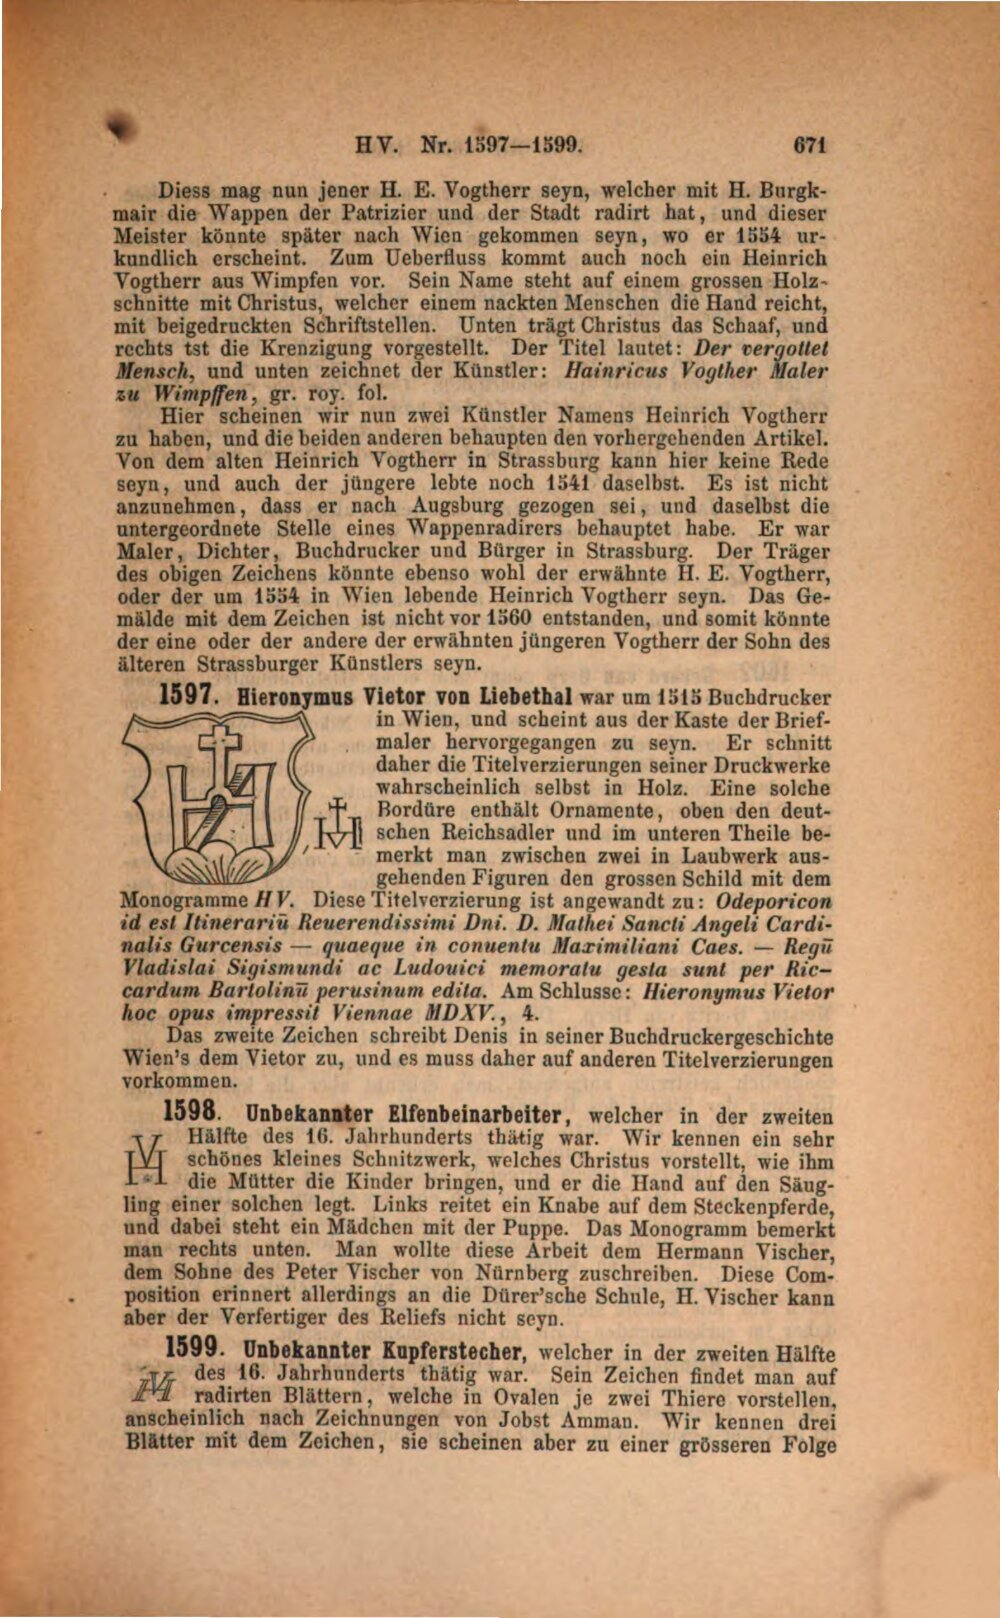 HV. Nr. 1597—1599. 671
Diess mag nun jener H. E. Vogtherr seyn, welcher mit H. Burgk-
mair die Wappen der Patrizier und der Stadt radirt hat, und dieser
Meister könnte später nach Wien gekommen seyn, wo er 1554 ur-
kundlich erscheint. Zum Ueberfluss kommt auch noch ein Heinrich
Vogtherr aus Wimpfen vor. Sein Name steht auf einem grossen Holz-
schnitte mit Christus, welcher einem nackten Menschen die Hand reicht,
mit beigedruckten Schriftstellen. Unten trägt Christus das Schaaf, und
rechts tst die Krenzigung vorgestellt. Der Titel lautet: Der vergottet
Mensch, und unten zeichnet der Künstler: Hainricus Vogther Maler
zu Wimpffen, gr. roy. fol.
Hier scheinen wir nun zwei Künstler Namens Heinrich Vogtherr
zu haben, und die beiden anderen behaupten den vorhergehenden Artikel.
Von dem alten Heinrich Vogtherr in Strassburg kann hier keine Rede
seyn, und auch der jüngere lebte noch 1541 daselbst. Es ist nicht
anzunehmen, dass er nach Augsburg gezogen sei, und daselbst die
untergeordnete Stelle eines Wappenradirers behauptet habe. Er war
Maler, Dichter, Buchdrucker und Bürger in Strassburg. Der Träger
des obigen Zeichens könnte ebenso wohl der erwähnte H. E. Vogtherr,
oder der um 1554 in Wien lebende Heinrich Vogtherr seyn. Das Ge-
mälde mit dem Zeichen ist nicht vor 1560 entstanden, und somit könnte
der eine oder der andere der erwähnten jüngeren Vogtherr der Sohn des
älteren Strassburger Künstlers seyn.
1597. Hieronymus Vietor von Liebethal war um 1515 Buchdrucker
in Wien, und scheint aus der Kaste der Brief-
maler hervorgegangen zu seyn. Er schnitt
daher die Titelverzierungen seiner Druckwerke
wahrscheinlich selbst in Holz. Eine solche
Bordüre enthält Ornamente, oben den deut-
schen Reichsadler und im unteren Theile be-
merkt man zwischen zwei in Laubwerk aus-
gehenden Figuren den grossen Schild mit dem
Monogramme HV. Diese Titelverzierung ist angewandt zu: Odeporicon
id est Itinerariū Reuerendissimi Dni. D. Mathei Sancti Angeli Cardi-
nalis Gurcensis — quaeque in conuentu Maximiliani Caes. — Regū
Vladislai Sigismundi ac Ludouici memoratu gesta sunt per Ric-
cardum Bartolinū perusinum edita. Am Schlusse: Hieronymus Vietor
hoc opus impressit Viennae MDXV., 4.
Das zweite Zeichen schreibt Denis in seiner Buchdruckergeschichte
Wien's dem Vietor zu, und es muss daher auf anderen Titelverzierungen
vorkommen.
1598. Unbekannter Elfenbeinarbeiter, welcher in der zweiten
Hälfte des 16. Jahrhunderts thätig war. Wir kennen ein sehr
schönes kleines Schnitzwerk, welches Christus vorstellt, wie ihm
die Mütter die Kinder bringen, und er die Hand auf den Säug-
ling einer solchen legt. Links reitet ein Knabe auf dem Steckenpferde,
und dabei steht ein Mädchen mit der Puppe. Das Monogramm bemerkt
man rechts unten. Man wollte diese Arbeit dem Hermann Vischer,
dem Sohne des Peter Vischer von Nürnberg zuschreiben. Diese Com-
position erinnert allerdings an die Dürer'sche Schule, H. Vischer kann
aber der Verfertiger des Reliefs nicht seyn.
1599. Unbekannter Kupferstecher, welcher in der zweiten Hälfte
des 16. Jahrhunderts thätig war. Sein Zeichen findet man auf
radirten Blättern, welche in Ovalen je zwei Thiere vorstellen,
anscheinlich nach Zeichnungen von Jobst Amman. Wir kennen drei
Blätter mit dem Zeichen, sie scheinen aber zu einer grösseren Folge